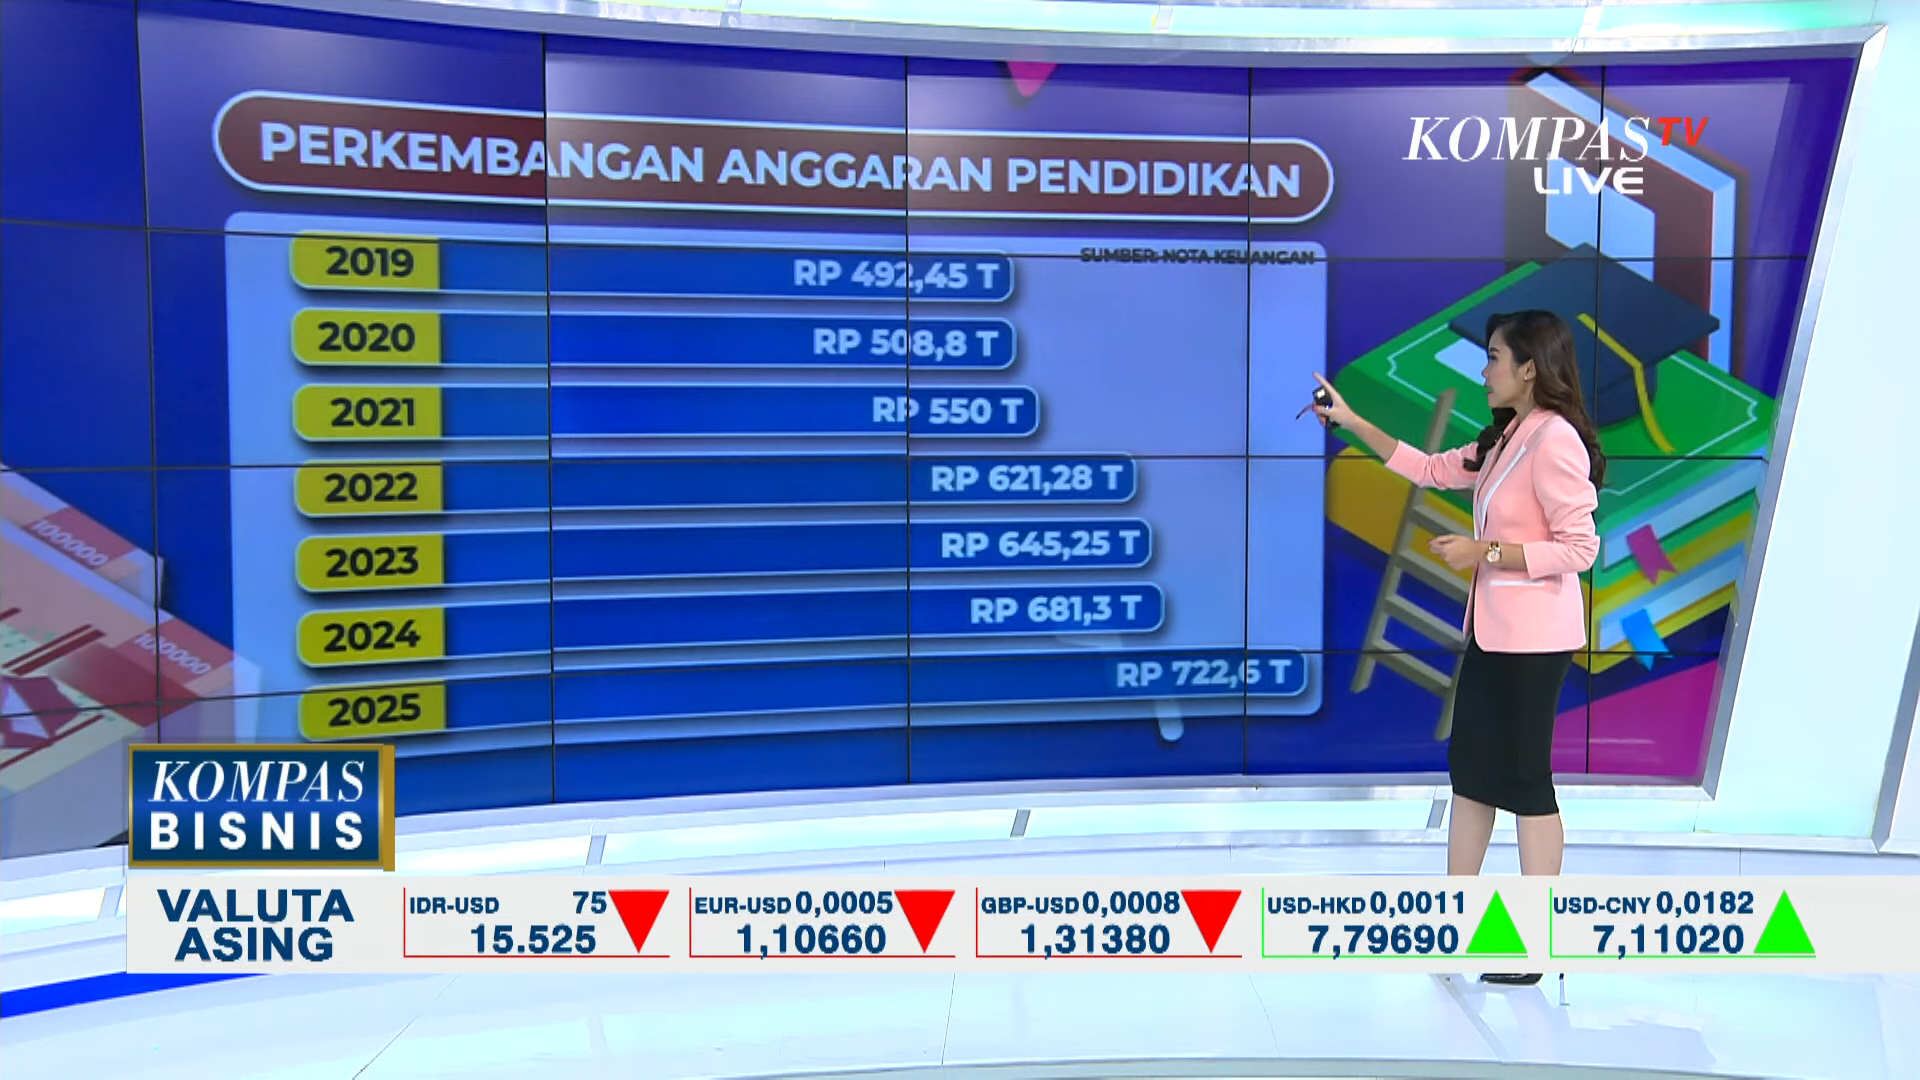 PERKEMBANGAN ANGGARAN PENDIDIKAN
KOMPAS TV
LIVE
SUMBER: NOTA KEUANGAN
2019 RP 492,45 T
2020 RP 508,8 T
2021 RP 550 T
2022 RP 621,28 T
2023 RP 645,25 T
2024 RP 681,3 T
2025 RP 722,6 T
100000
100000
KOMPAS
BISNIS
VALUTA
ASING
IDR-USD 75
15.525
EUR-USD 0,0005
1,10660
GBP-USD 0,0008
1,31380
USD-HKD 0,0011
7,79690
USD-CNY 0,0182
7,11020